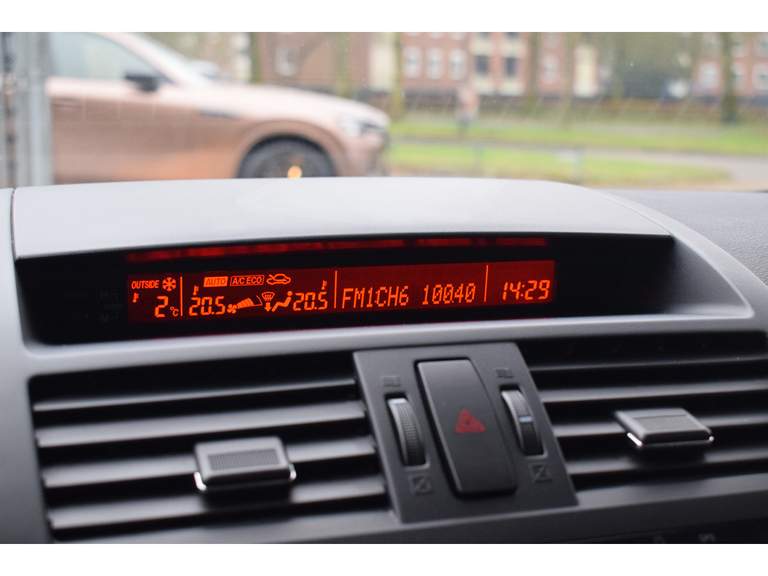 OUTSIDE AUTO A/C ECO
2°C 20.5 20.5 FM1CH6 100.40 14:29